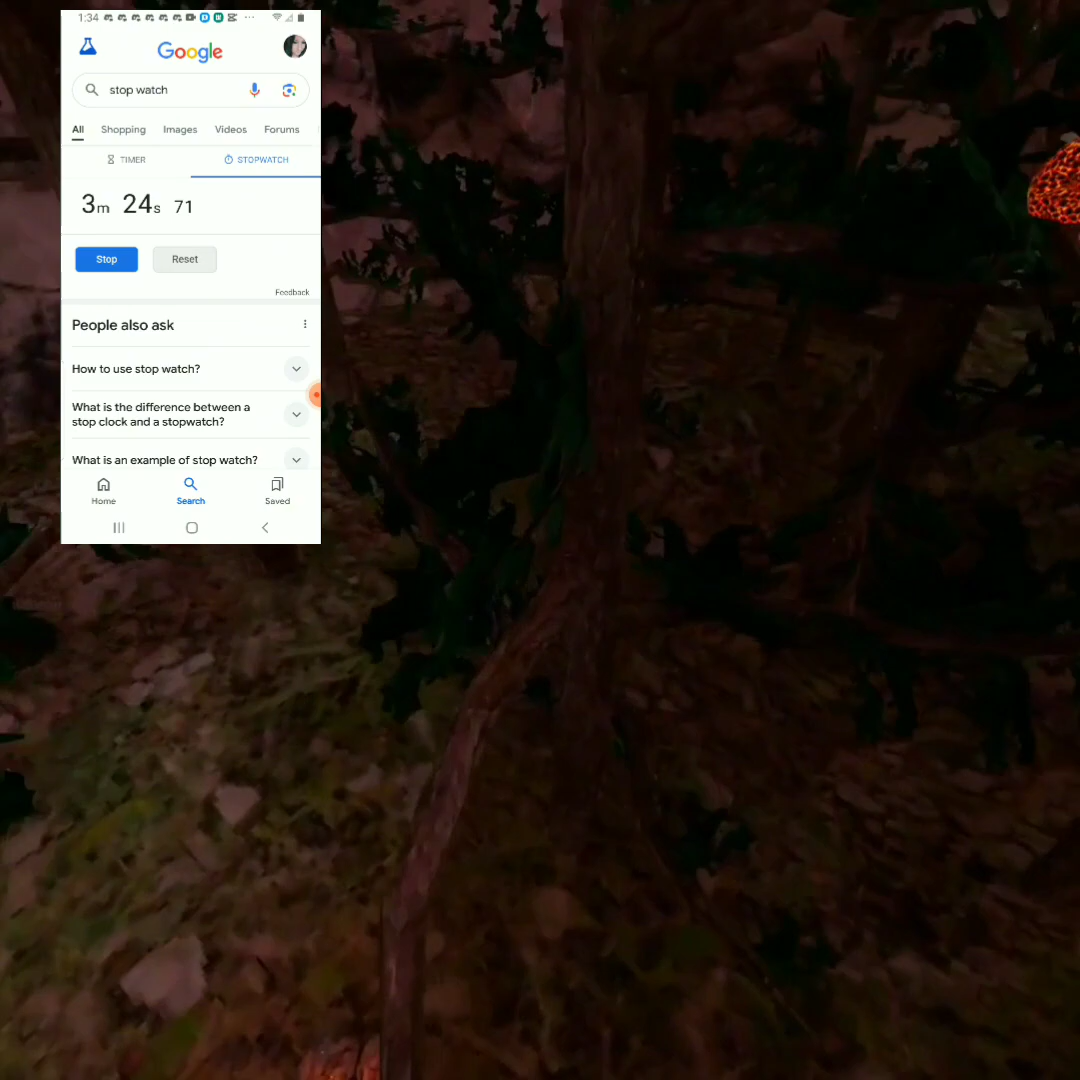 1:34
Google
stop watch
All Shopping Images Videos Forums
TIMER STOPWATCH
3m 24s 71
Stop Reset
Feedback
People also ask
How to use stop watch?
What is the difference between a
stop clock and a stopwatch?
What is an example of stop watch?
Home Search Saved